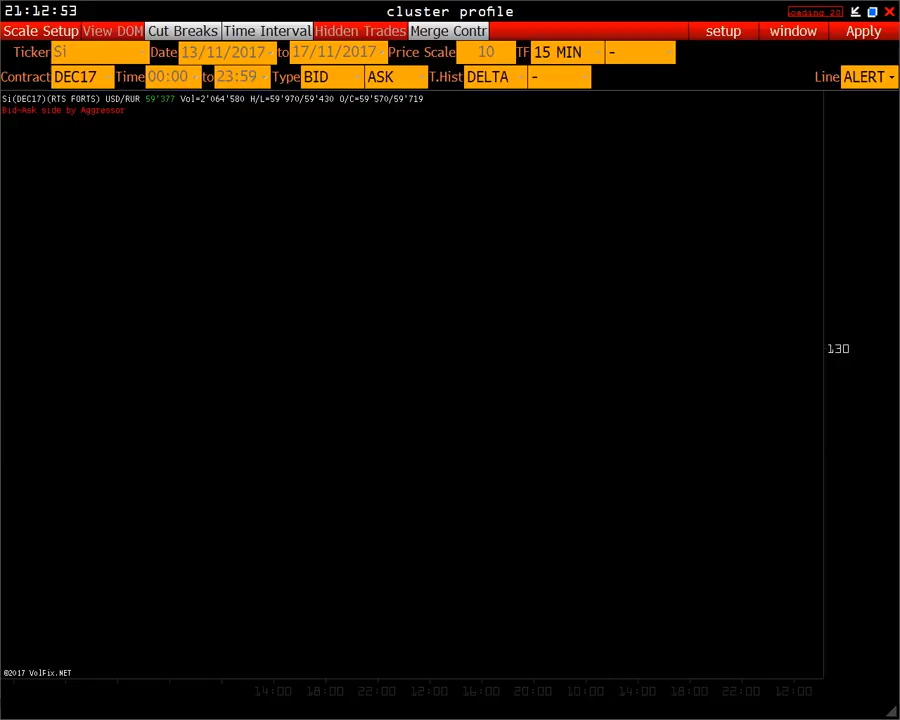 21:12:53 cluster profile
Scale Setup View DOM Cut Breaks Time Interval Hidden Trades Merge Contr setup window Apply
Ticker Si Date 13/11/2017 to 17/11/2017 Price Scale 10 TF 15 MIN -
Contract DEC17 Time 00:00 to 23:59 Type BID ASK T.Hist DELTA - Line ALERT
Si(DEC17)(RTS FORTS) USD/RUR 59'377 Vol=2'064'580 H/L=59'970/59'430 O/C=59'570/59'719
Bid-Ask side by Aggressor
130
©2017 VolFix.NET
14:00 18:00 22:00 12:00 16:00 20:00 10:00 14:00 18:00 22:00 12:00